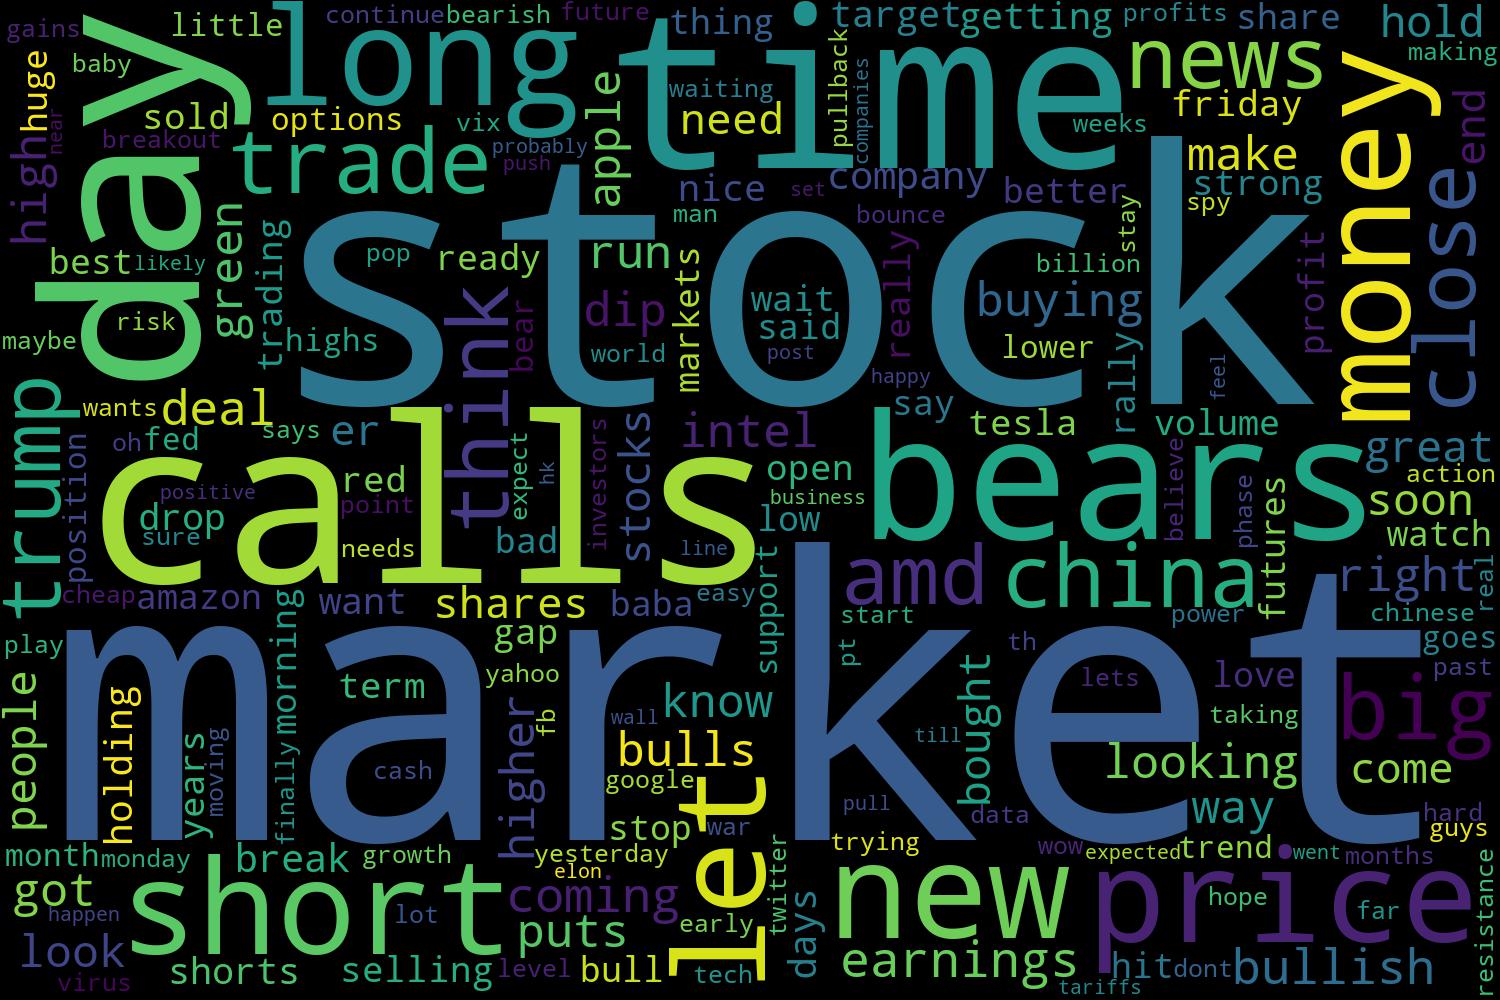 gains
little
continue
bearish
future
thing
target
getting
profits
share
hold
making
baby
huge
day
long
time
news
money
sold
options
vix
apple
waiting
need
pullback
companies
weeks
friday
end
near
high
breakout
trade
probably
push
nice
set
company
better
make
strong
spy
close
best
likely
green
trading
pop
ready
man
run
stock
bounce
really
stay
billion
profit
maybe
risk
highs
think
bear
dip
world
markets
wait
said
post
buying
lower
rally
feel
happy
trump
wants
deal
says
er
oh
fed
position
positive
drop
sure
calls
red
point
needs
expect
hk
bad
investors
stocks
intel
line
open
business
low
say
tesla
volume
bears
believe
phase
futures
great
action
soon
watch
cheap
amazon
want
shares
baba
easy
support
amd
china
right
real
chinese
power
start
pt
th
goes
past
play
people
holding
years
moving
morning
finally
market
term
cash
gap
yahoo
fb
higher
wall
know
bulls
google
stop
war
let
till
pull
bought
data
lets
love
taking
looking
way
big
come
hard
guys
month
monday
break
growth
yesterday
elon
trying
wow
expected
trend
went
months
resistance
got
happen
look
virus
short
lot
shorts
selling
coming
puts
level
bull
early
tech
twitter
days
new
earnings
price
hope
far
hit
dont
bullish
tariffs